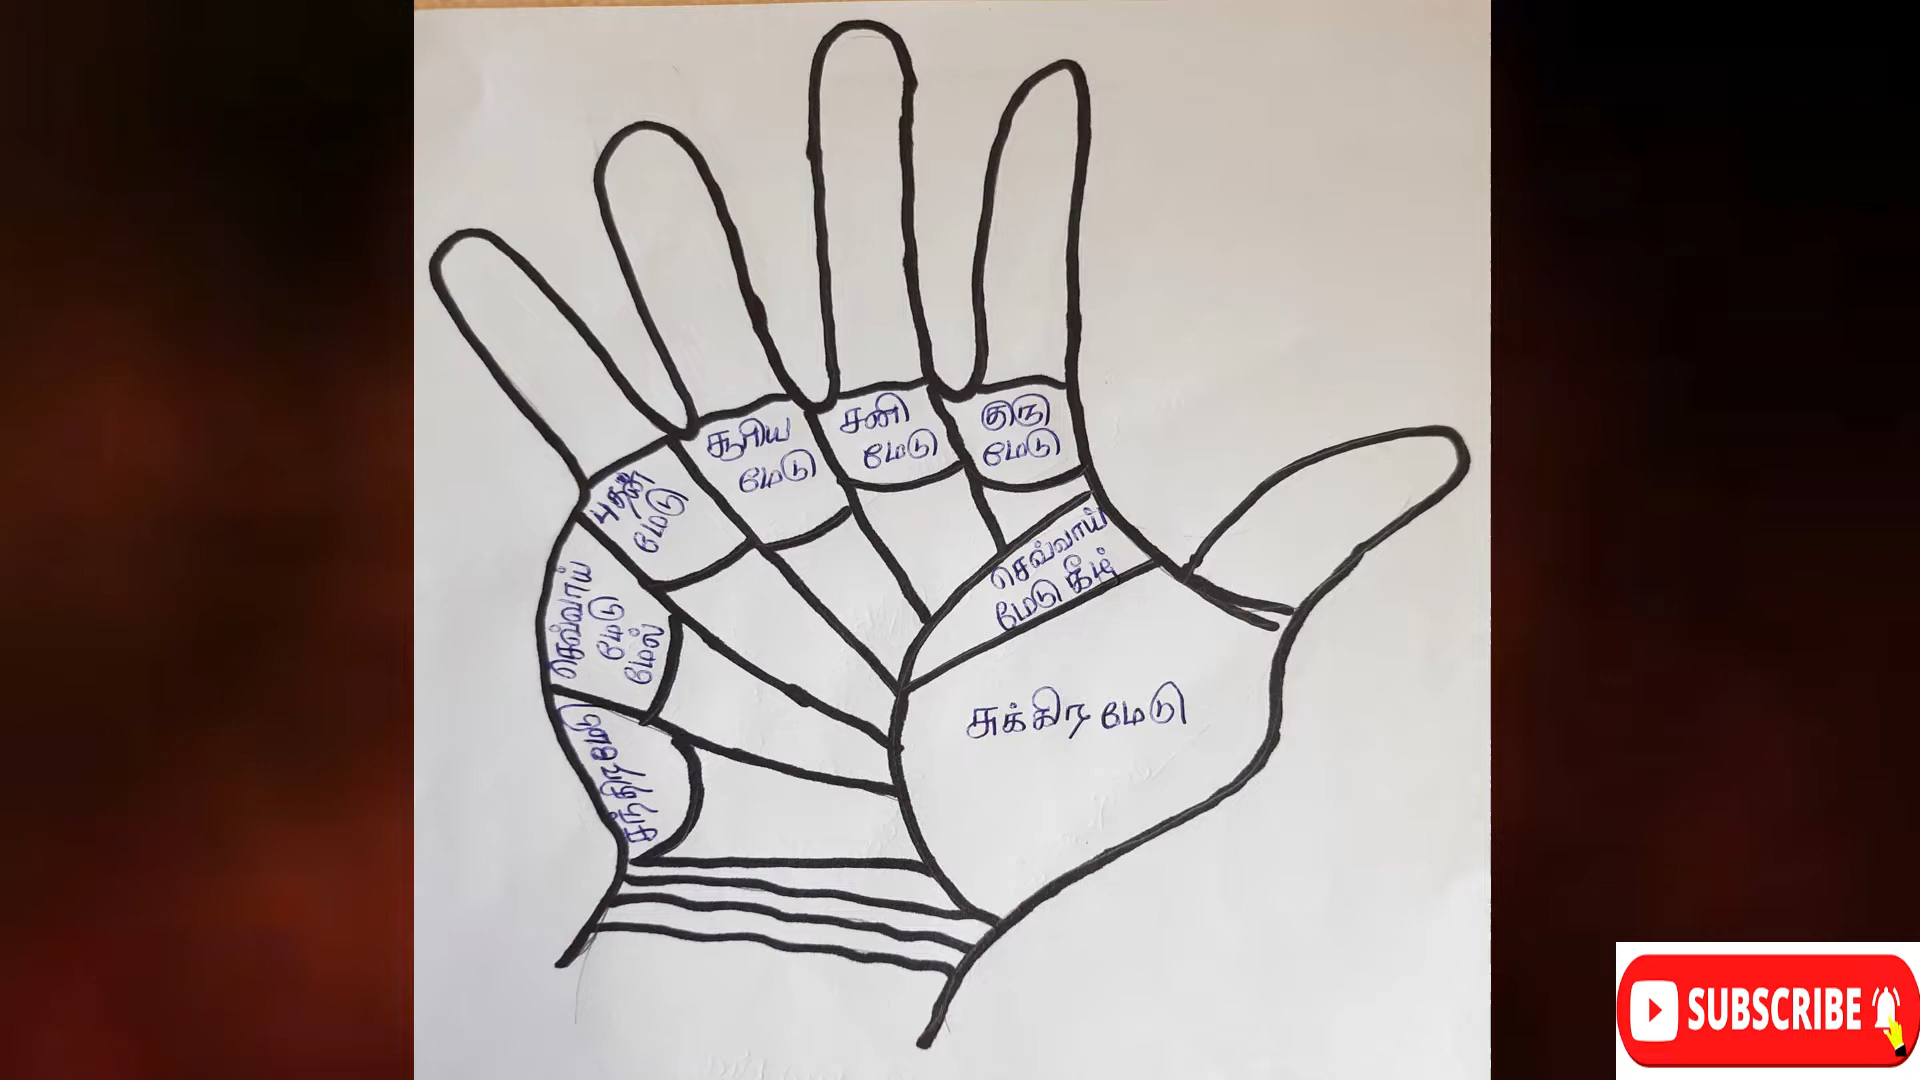 குரு
மேடு
சனி
மேடு
சூரிய
மேடு
புதன்
மேடு
செவ்வாய்
மேடு கீழ்
செவ்வாய்
மேடு
மேல்
சுக்கிர மேடு
சந்திர மேடு
SUBSCRIBE